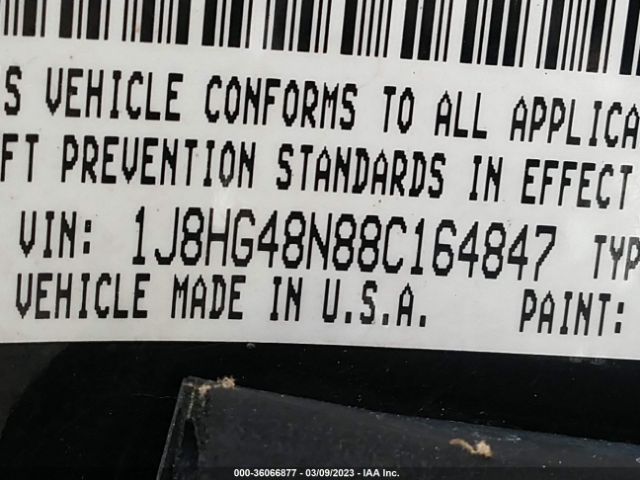 S VEHICLE CONFORMS TO ALL APPLICA
FT PREVENTION STANDARDS IN EFFECT
VIN: 1J8HG48N88C164847 TYP
VEHICLE MADE IN U.S.A. PAINT:
000-36066877 - 03/09/2023 - IAA Inc.